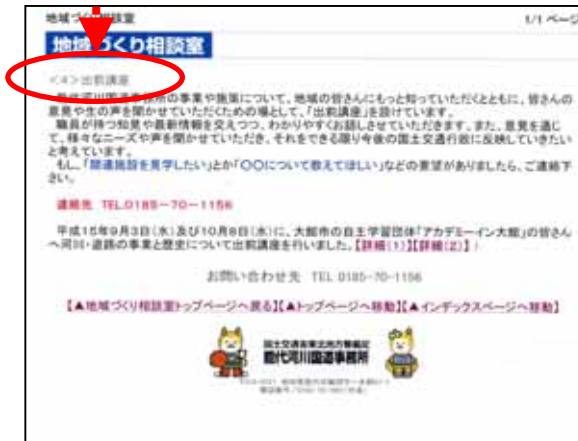 地域づくり相談室 1/1 ページ
地域づくり相談室
<4>出前講座
能代河川国道事務所の事業や施策について、地域の皆さんにもっと知っていただくとともに、皆さんの
意見や生の声を聞かせていただくための場として、「出前講座」を設けています。
職員が持つ知見や最新情報を交えつつ、わかりやすくお話しさせていただきます。また、意見を通じ
て、様々なニーズや声を聞かせていただき、それをできる限り今後の国土交通行政に反映していきたい
と考えています。
もし、「関連施設を見学したい」とか「〇〇について教えてほしい」などの要望がありましたら、ご連絡下
さい。
連絡先 TEL.0185-70-1156
平成15年9月3日(水)及び10月8日(水)に、大館市の自主学習団体「アカデミーイン大館」の皆さん
へ河川・道路の事業と歴史について出前講座を行いました。【詳細(1)】【詳細(2)】
お問い合わせ先 TEL 0185-70-1156
【▲地域づくり相談室トップページへ戻る】【▲トップページへ移動】【▲インデックスページへ移動】
国土交通省東北地方整備局
能代河川国道事務所